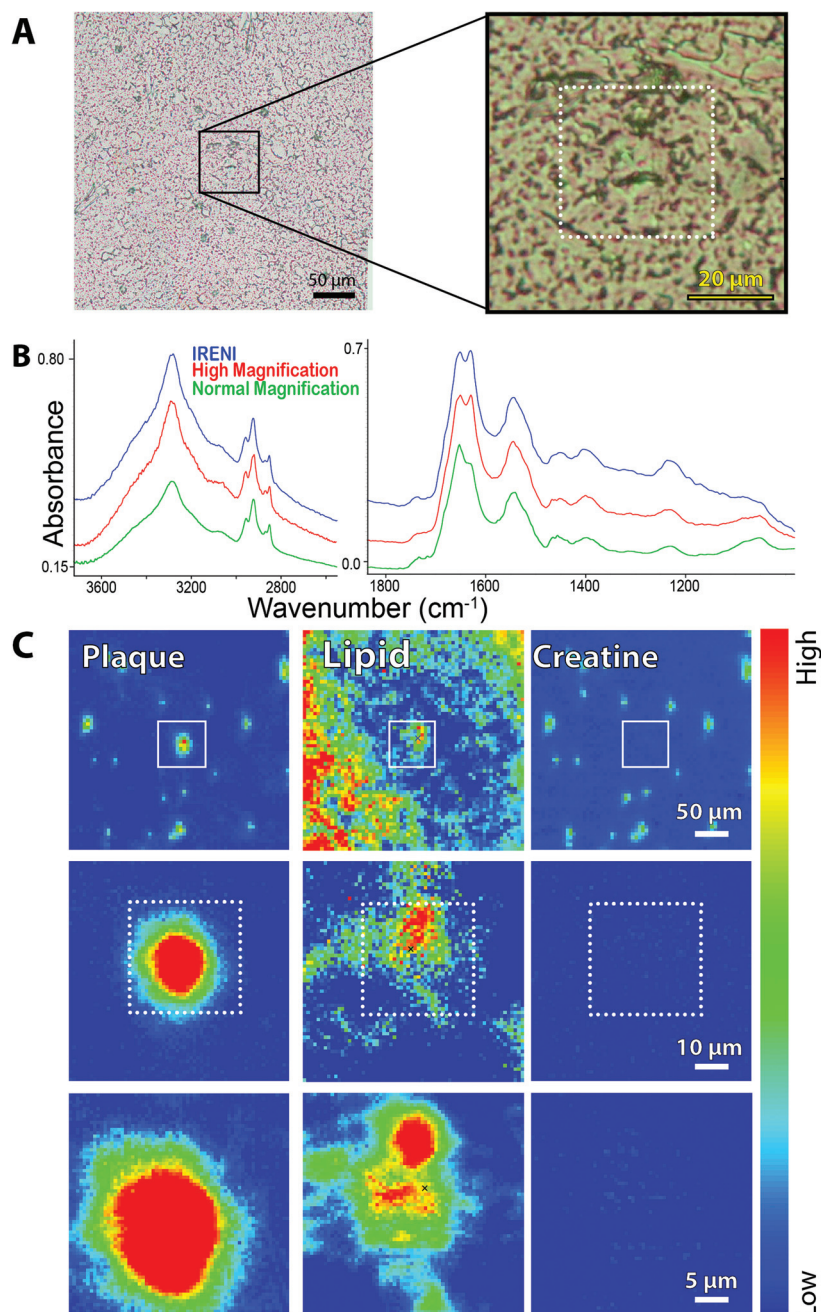 A
50 µm
20 µm
B
0.80
0.15
Absorbance
IRENI
High Magnification
Normal Magnification
0.7
0.0
3600
3200
2800
1800
1600
1400
1200
Wavenumber (cm-1)
C
Plaque
Lipid
Creatine
High
50 µm
10 µm
5 µm
Low